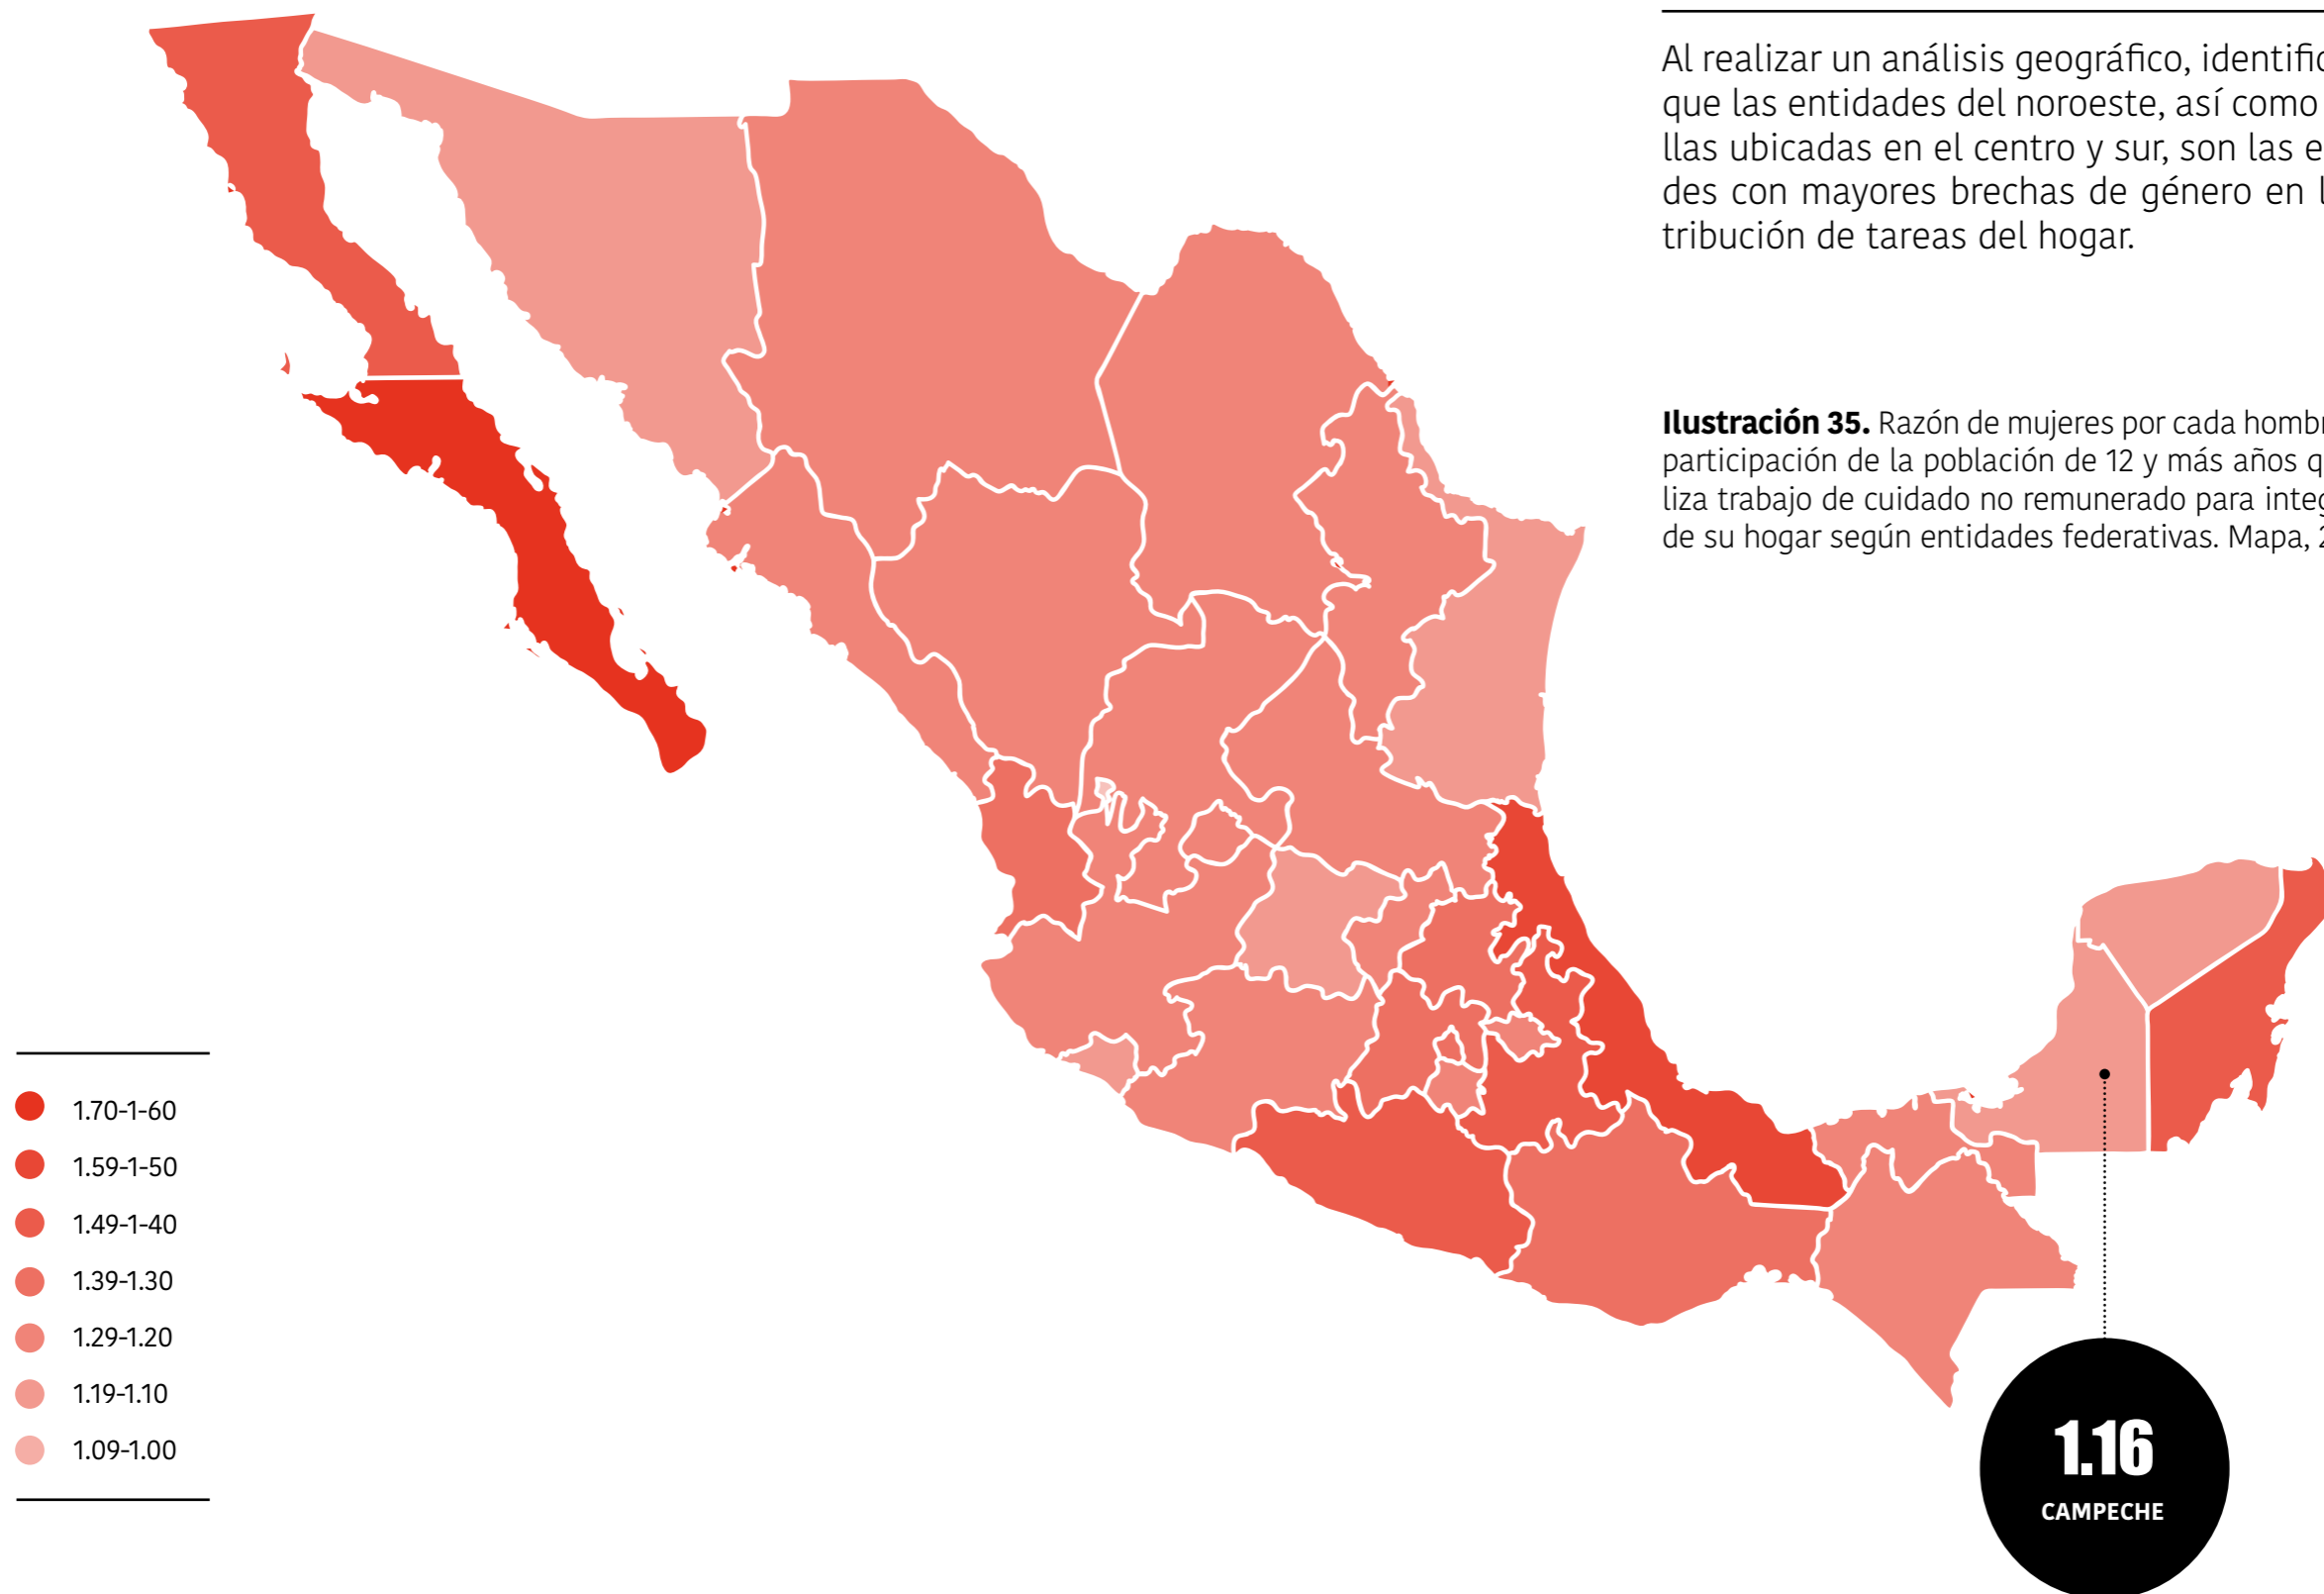 Al realizar un análisis geográfico, identific
que las entidades del noroeste, así como
llas ubicadas en el centro y sur, son las e
des con mayores brechas de género en l
tribución de tareas del hogar.
Ilustración 35. Razón de mujeres por cada hombr
participación de la población de 12 y más años q
liza trabajo de cuidado no remunerado para integ
de su hogar según entidades federativas. Mapa, 2
1.70-1-60
1.59-1-50
1.49-1-40
1.39-1.30
1.29-1.20
1.19-1.10
1.09-1.00
1.16
CAMPECHE